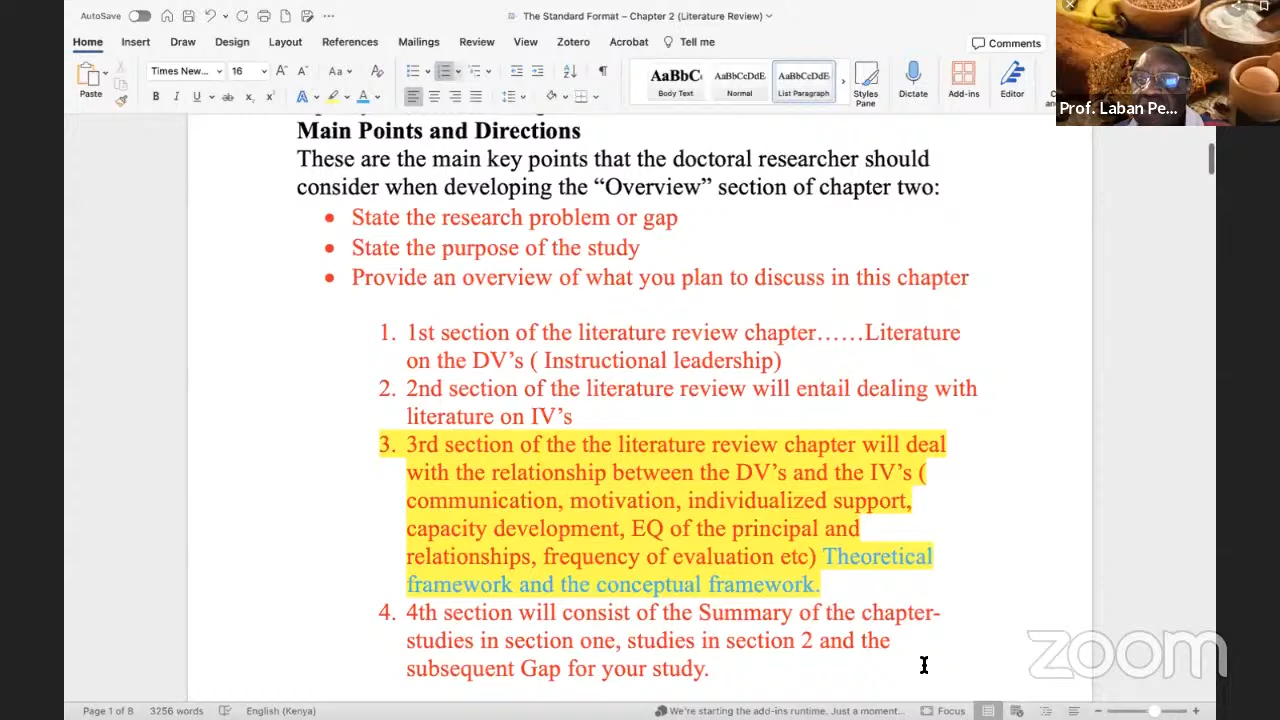 AutoSave
The Standard Format – Chapter 2 (Literature Review)
Home Insert Draw Design Layout References Mailings Review View Zotero Acrobat Tell me
Comments
Paste
Times New... 16
AaBbC AaBbCcDdE AaBbCcDdE
Body Text Normal List Paragraph
Styles Pane
Dictate
Add-ins
Editor
Prof. Laban Pe...
Main Points and Directions
These are the main key points that the doctoral researcher should
consider when developing the “Overview” section of chapter two:
• State the research problem or gap
• State the purpose of the study
• Provide an overview of what you plan to discuss in this chapter
1. 1st section of the literature review chapter……Literature
on the DV’s ( Instructional leadership)
2. 2nd section of the literature review will entail dealing with
literature on IV’s
3. 3rd section of the the literature review chapter will deal
with the relationship between the DV’s and the IV’s (
communication, motivation, individualized support,
capacity development, EQ of the principal and
relationships, frequency of evaluation etc) Theoretical
framework and the conceptual framework.
4. 4th section will consist of the Summary of the chapter-
studies in section one, studies in section 2 and the
subsequent Gap for your study.
zoom
Page 1 of 8 3256 words English (Kenya) We're starting the add-ins runtime. Just a moment... Focus